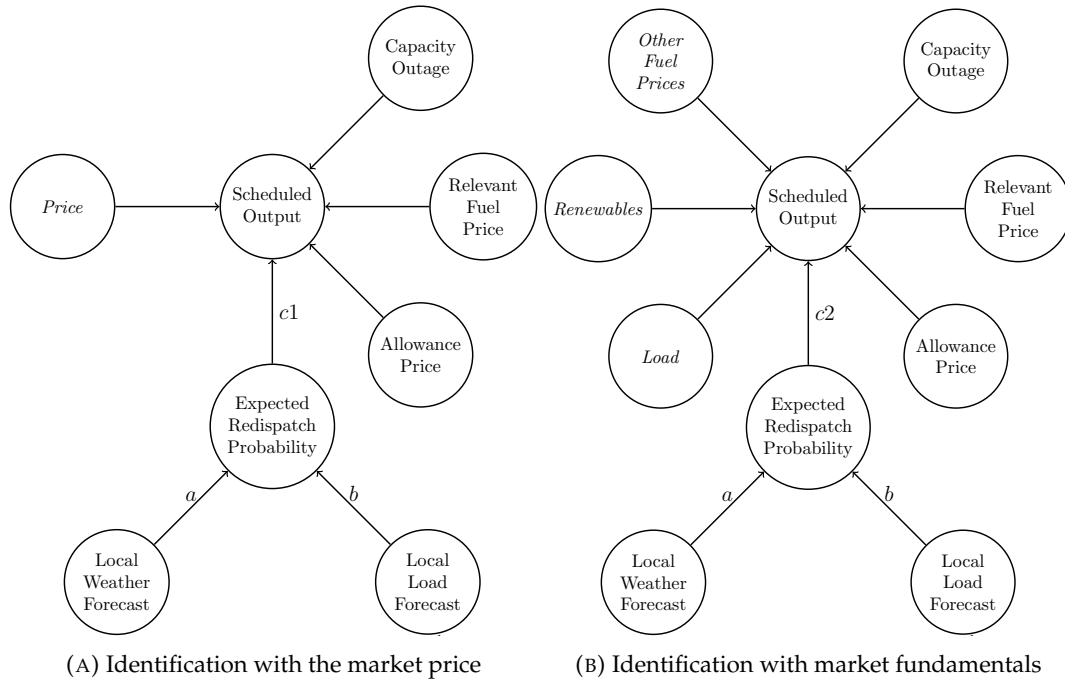 Capacity
Outage
Price
Scheduled
Output
Relevant
Fuel
Price
c1
Allowance
Price
Expected
Redispatch
Probability
a
b
Local
Weather
Forecast
Local
Load
Forecast
(A) Identification with the market price
Other
Fuel
Prices
Capacity
Outage
Renewables
Scheduled
Output
Relevant
Fuel
Price
c2
Load
Allowance
Price
Expected
Redispatch
Probability
a
b
Local
Weather
Forecast
Local
Load
Forecast
(B) Identification with market fundamentals